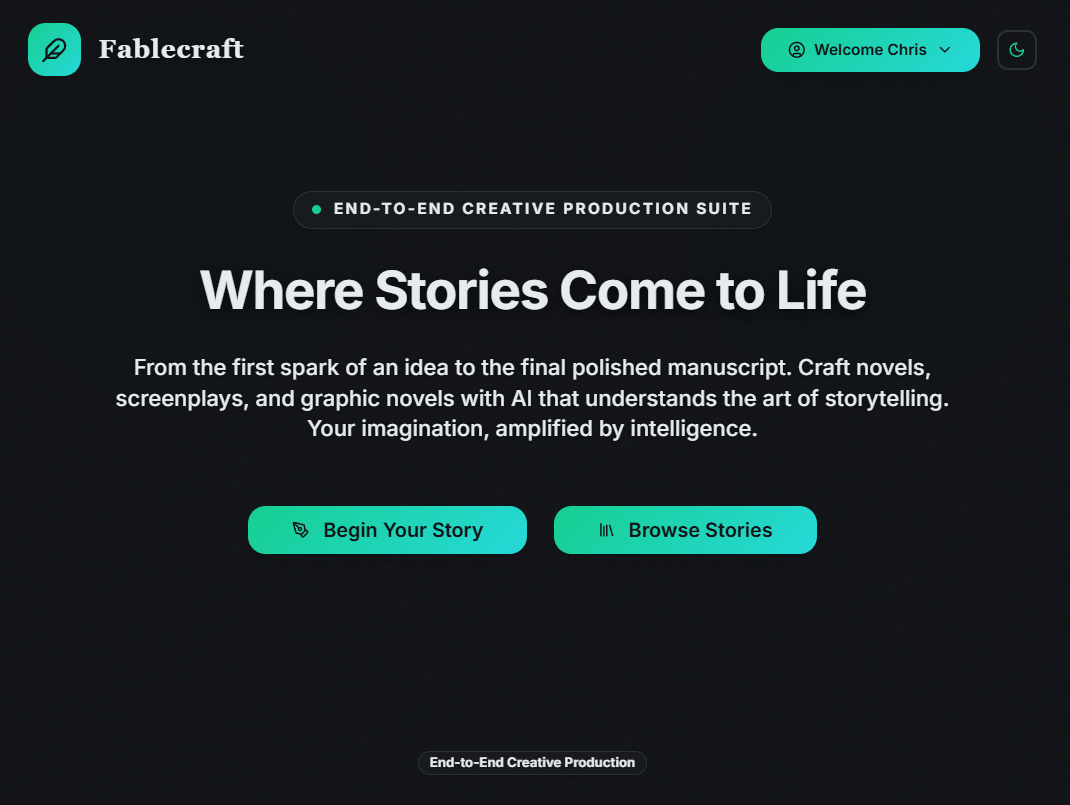 Fablecraft
Welcome Chris
END-TO-END CREATIVE PRODUCTION SUITE
Where Stories Come to Life
From the first spark of an idea to the final polished manuscript. Craft novels,
screenplays, and graphic novels with AI that understands the art of storytelling.
Your imagination, amplified by intelligence.
Begin Your Story
Browse Stories
End-to-End Creative Production